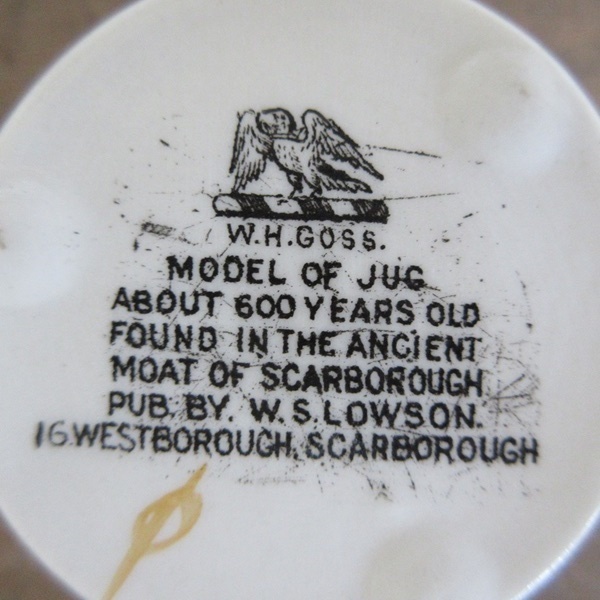 W.H.GOSS.
MODEL OF JUG
ABOUT 600 YEARS OLD
FOUND IN THE ANCIENT
MOAT OF SCARBOROUGH
PUB. BY. W.S.LOWSON.
16.WESTBOROUGH.SCARBOROUGH